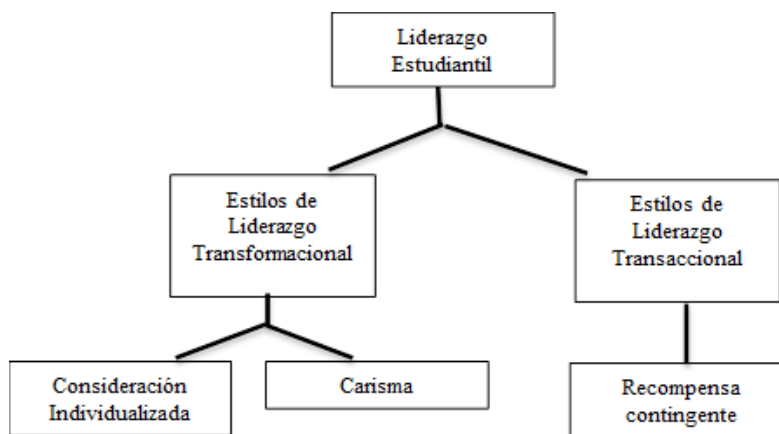 Liderazgo
Estudiantil
Estilos de
Liderazgo
Transformacional
Estilos de
Liderazgo
Transaccional
Consideración
Individualizada
Carisma
Recompensa
contingente